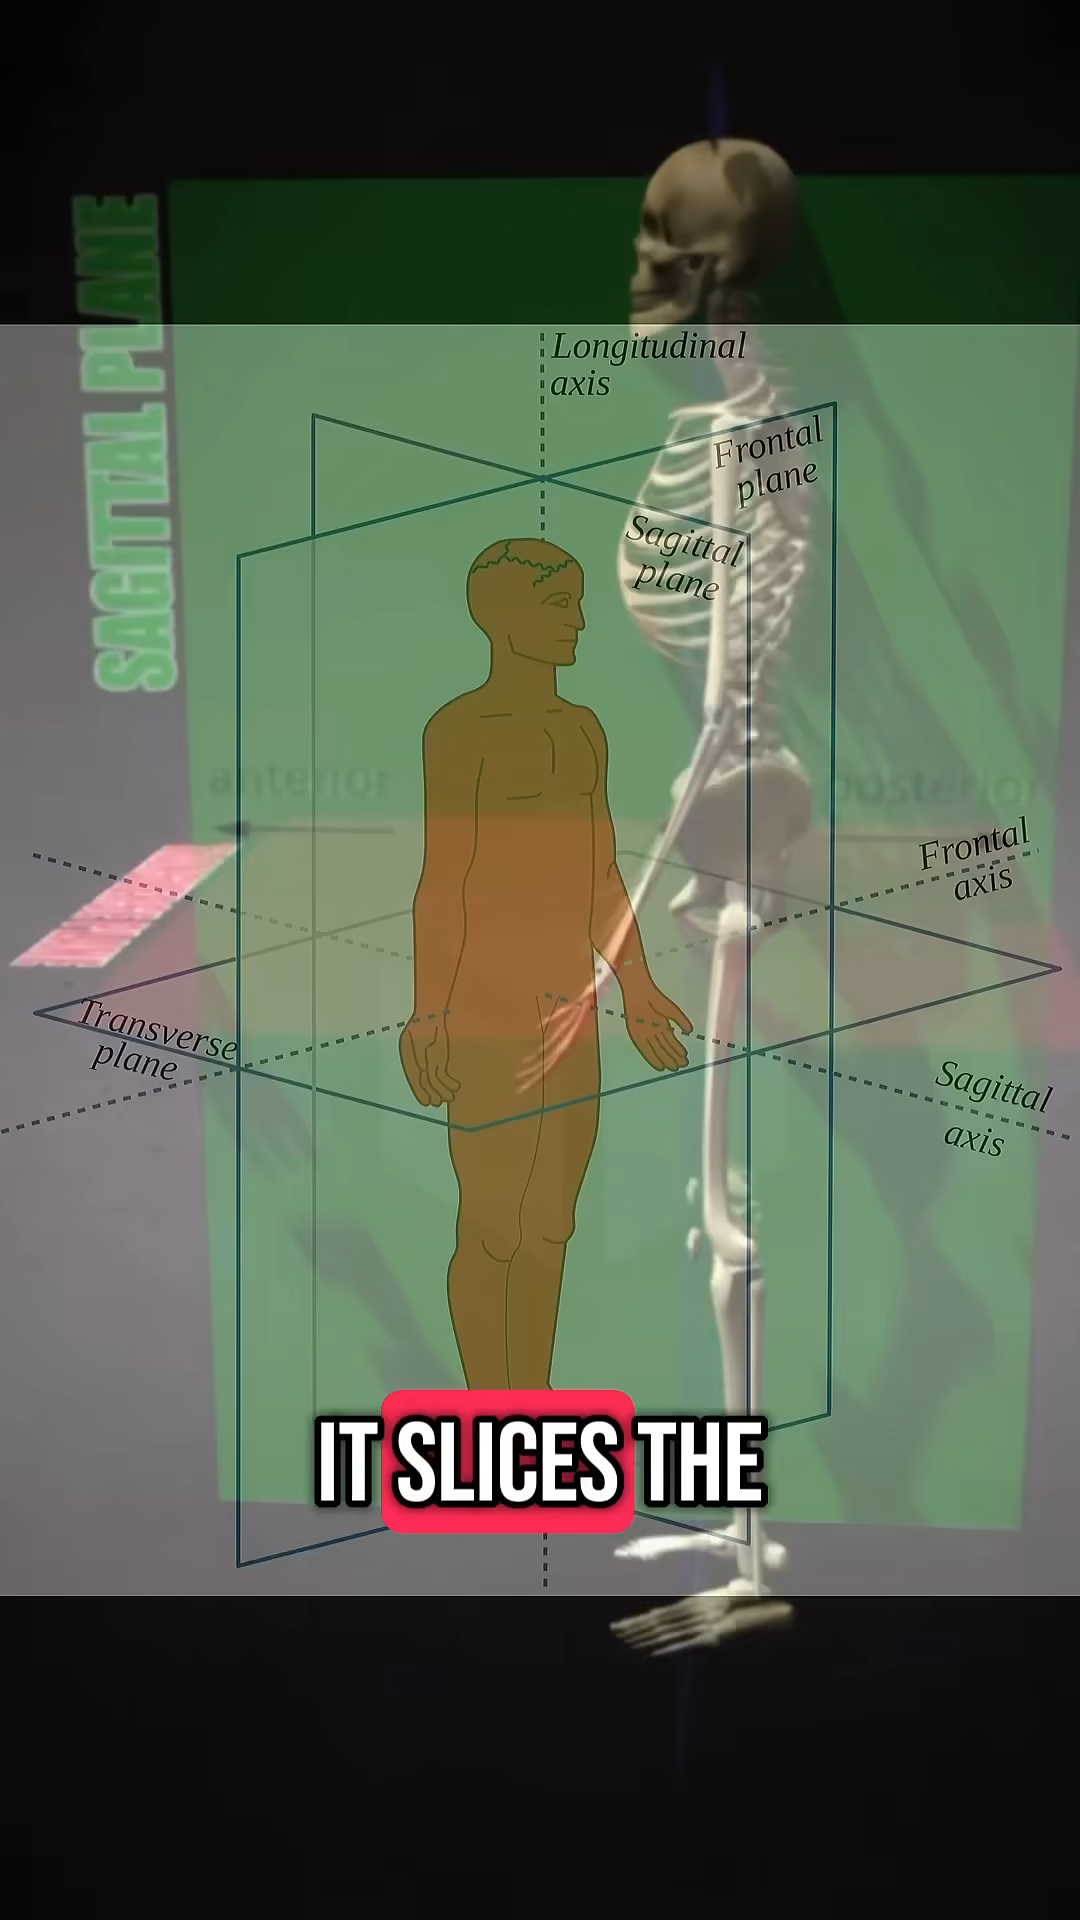 SAGITTAL PLANE
Longitudinal
axis
Frontal
plane
Sagittal
plane
anterior
posterior
Frontal
axis
Transverse
plane
Sagittal
axis
IT SLICES THE